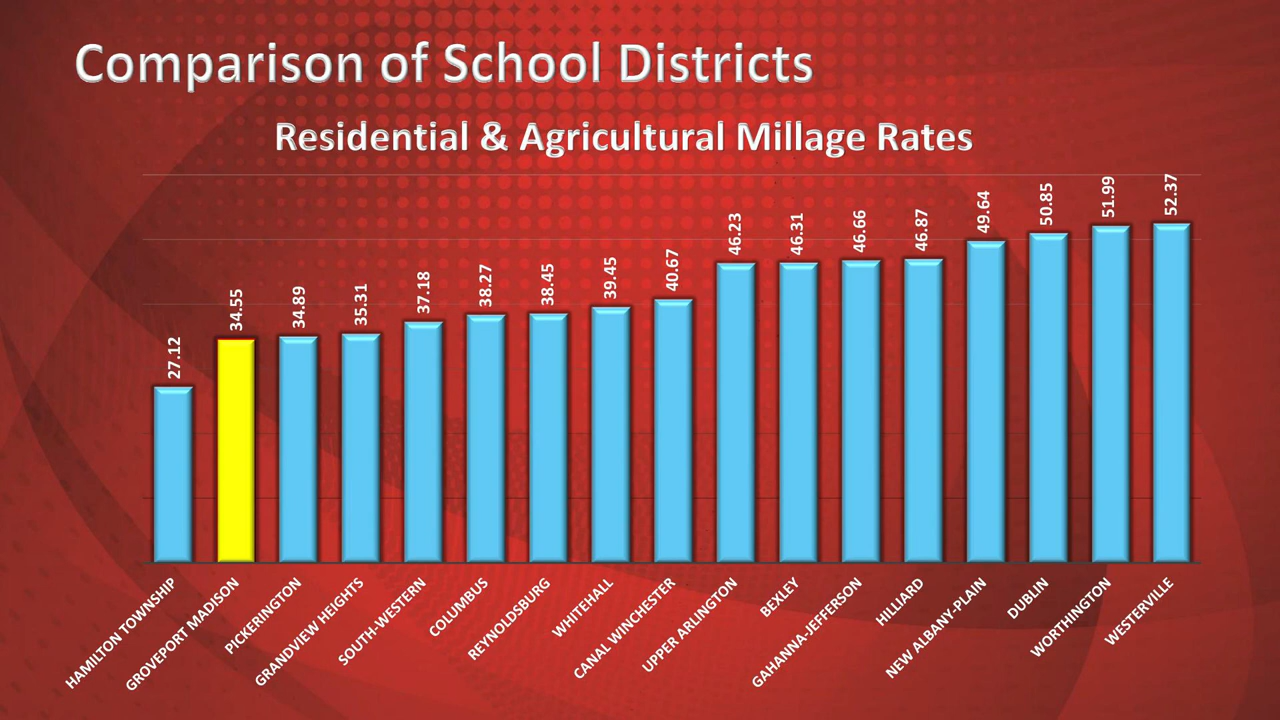 Comparison of School Districts
Residential & Agricultural Millage Rates
27.12
34.55
34.89
35.31
37.18
38.27
38.45
39.45
40.67
46.23
46.31
46.66
46.87
49.64
50.85
51.99
52.37
HAMILTON TOWNSHIP
GROVEPORT MADISON
PICKERINGTON
GRANDVIEW HEIGHTS
SOUTH-WESTERN
COLUMBUS
REYNOLDSBURG
WHITEHALL
CANAL WINCHESTER
UPPER ARLINGTON
BEXLEY
GAHANNA-JEFFERSON
HILLIARD
NEW ALBANY-PLAIN
DUBLIN
WORTHINGTON
WESTERVILLE